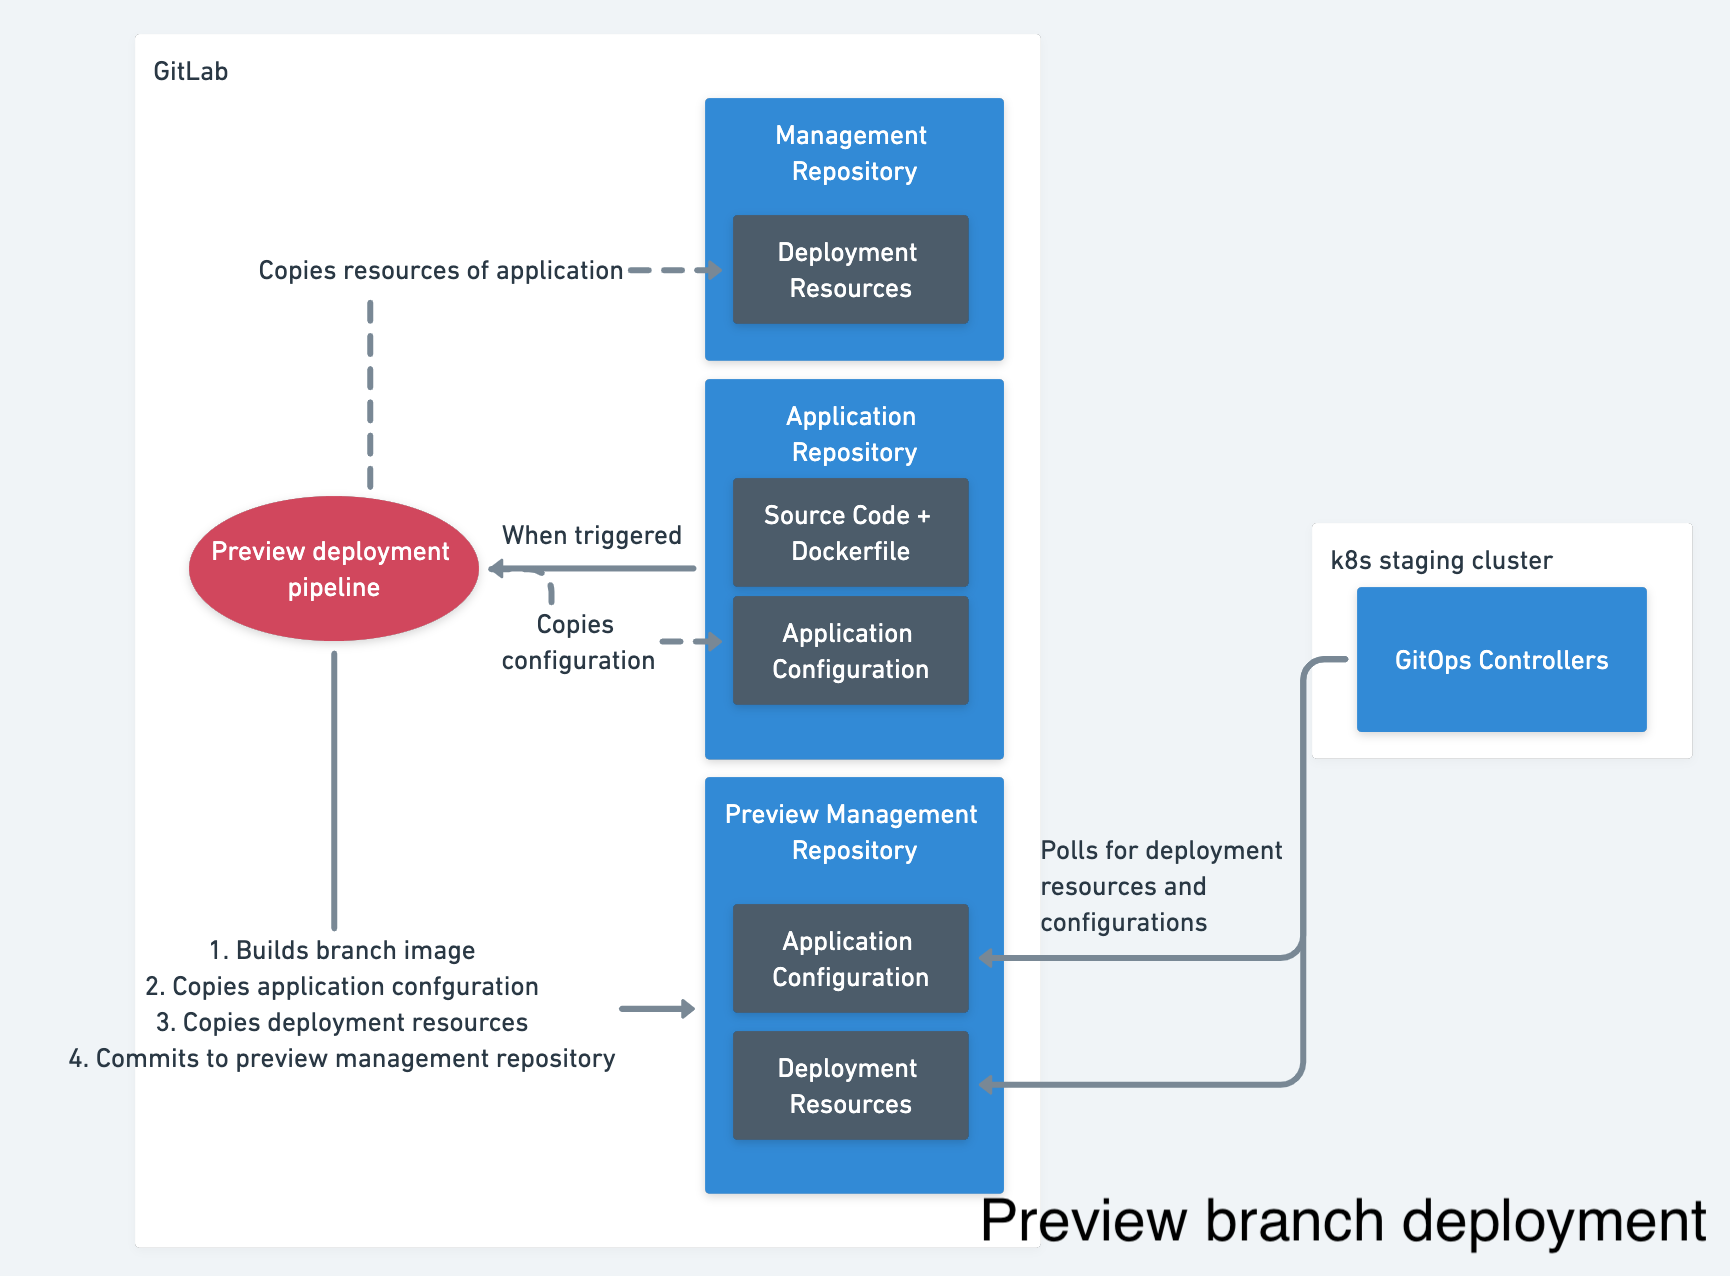 GitLab
Management
Repository
Deployment
Resources
Copies resources of application
Application
Repository
Source Code +
Dockerfile
When triggered
Preview deployment
pipeline
Copies
configuration
Application
Configuration
k8s staging cluster
GitOps Controllers
Preview Management
Repository
Polls for deployment
resources and
configurations
Application
Configuration
1. Builds branch image
2. Copies application confguration
3. Copies deployment resources
4. Commits to preview management repository
Deployment
Resources
Preview branch deployment